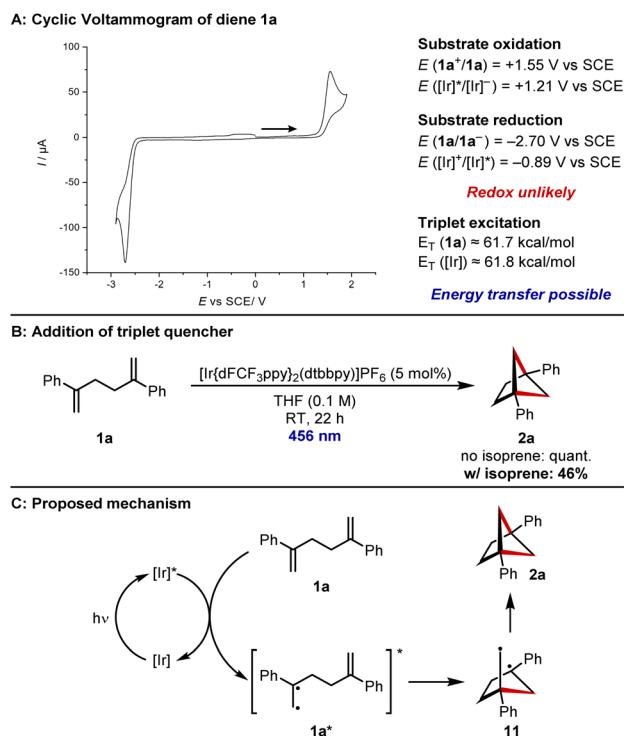 A: Cyclic Voltammogram of diene 1a
100
50
0
-50
-100
-150
I / µA
-3
-2
-1
0
1
2
E vs SCE/ V
Substrate oxidation
E (1a⁺/1a) = +1.55 V vs SCE
E ([Ir]*/[Ir]⁻) = +1.21 V vs SCE
Substrate reduction
E (1a/1a⁻) = –2.70 V vs SCE
E ([Ir]⁺/[Ir]*) = –0.89 V vs SCE
Redox unlikely
Triplet excitation
E_T (1a) ≈ 61.7 kcal/mol
E_T ([Ir]) ≈ 61.8 kcal/mol
Energy transfer possible
B: Addition of triplet quencher
Ph
Ph
1a
[Ir{dFCF₃ppy}₂(dtbbpy)]PF₆ (5 mol%)
THF (0.1 M)
RT, 22 h
456 nm
Ph
Ph
2a
no isoprene: quant.
w/ isoprene: 46%
C: Proposed mechanism
hν
[Ir]*
[Ir]
Ph
Ph
1a
Ph
Ph
*
1a*
Ph
Ph
2a
Ph
Ph
11